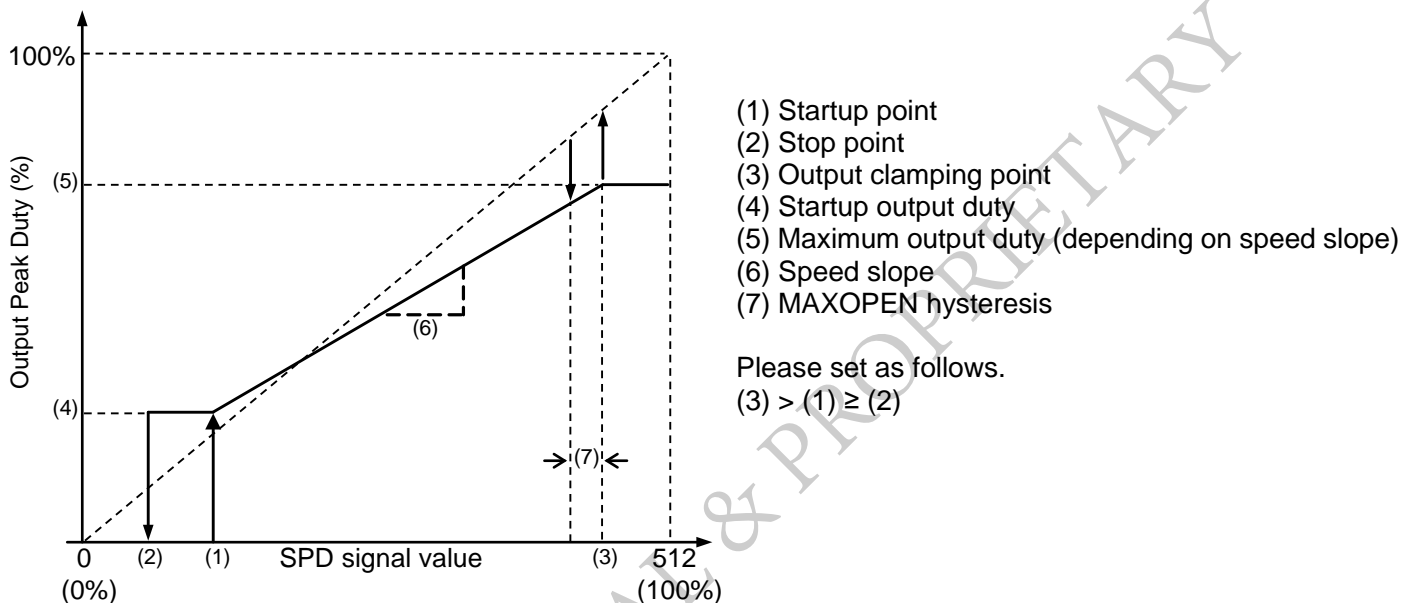 100%
Output Peak Duty (%)
(5)
(4)
(6)
(7)
0
(2)
(1)
SPD signal value
(3)
512
(0%)
(100%)
(1) Startup point
(2) Stop point
(3) Output clamping point
(4) Startup output duty
(5) Maximum output duty (depending on speed slope)
(6) Speed slope
(7) MAXOPEN hysteresis
Please set as follows.
(3) > (1) ≥ (2)
L & PROPRIETARY